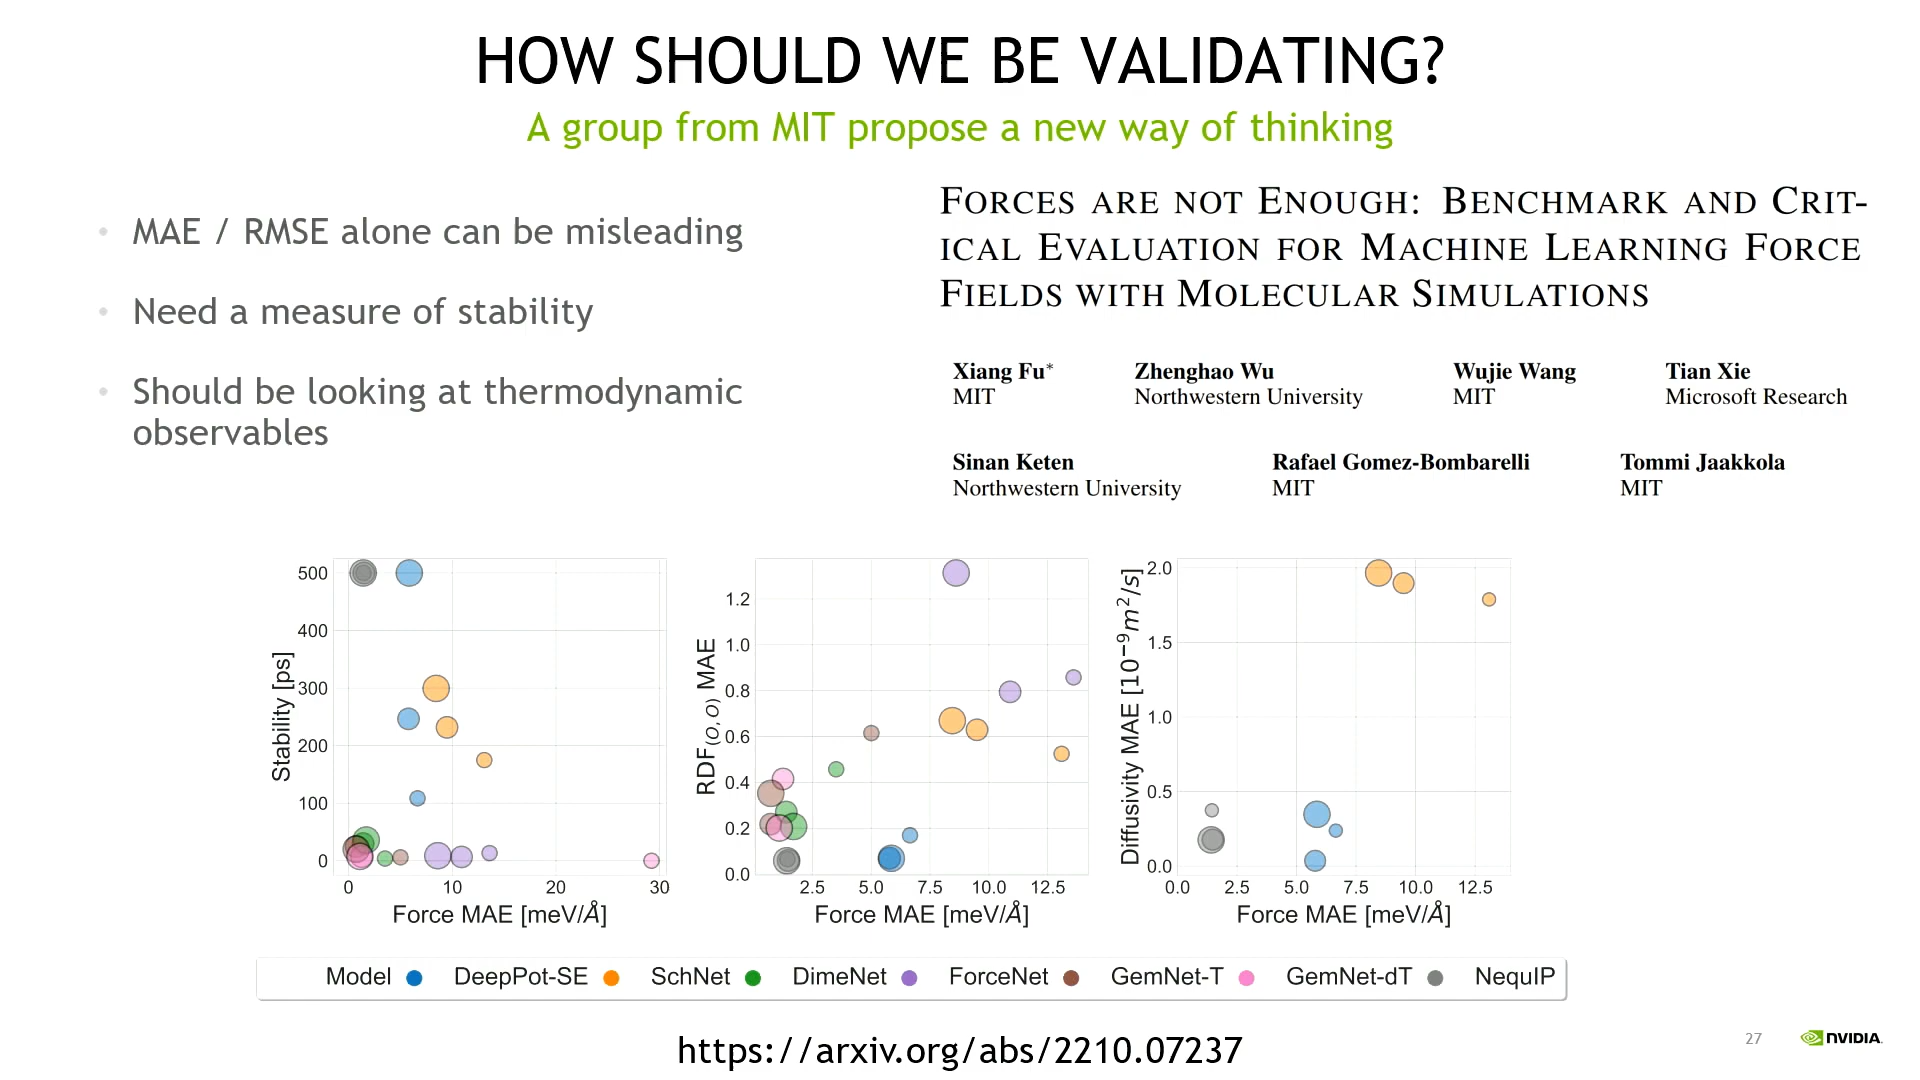 HOW SHOULD WE BE VALIDATING?
A group from MIT propose a new way of thinking
• MAE / RMSE alone can be misleading
• Need a measure of stability
• Should be looking at thermodynamic
observables
FORCES ARE NOT ENOUGH: BENCHMARK AND CRIT-
ICAL EVALUATION FOR MACHINE LEARNING FORCE
FIELDS WITH MOLECULAR SIMULATIONS
Xiang Fu* Zhenghao Wu Wujie Wang Tian Xie
MIT Northwestern University MIT Microsoft Research
Sinan Keten Rafael Gomez-Bombarelli Tommi Jaakkola
Northwestern University MIT MIT
Stability [ps]
500
400
300
200
100
0
0 10 20 30
Force MAE [meV/Å]
RDF(O,O) MAE
1.2
1.0
0.8
0.6
0.4
0.2
0.0
2.5 5.0 7.5 10.0 12.5
Force MAE [meV/Å]
Diffusivity MAE [10⁻⁹m²/s]
2.0
1.5
1.0
0.5
0.0
0.0 2.5 5.0 7.5 10.0 12.5
Force MAE [meV/Å]
Model DeepPot-SE SchNet DimeNet ForceNet GemNet-T GemNet-dT NequIP
https://arxiv.org/abs/2210.07237
27 NVIDIA.